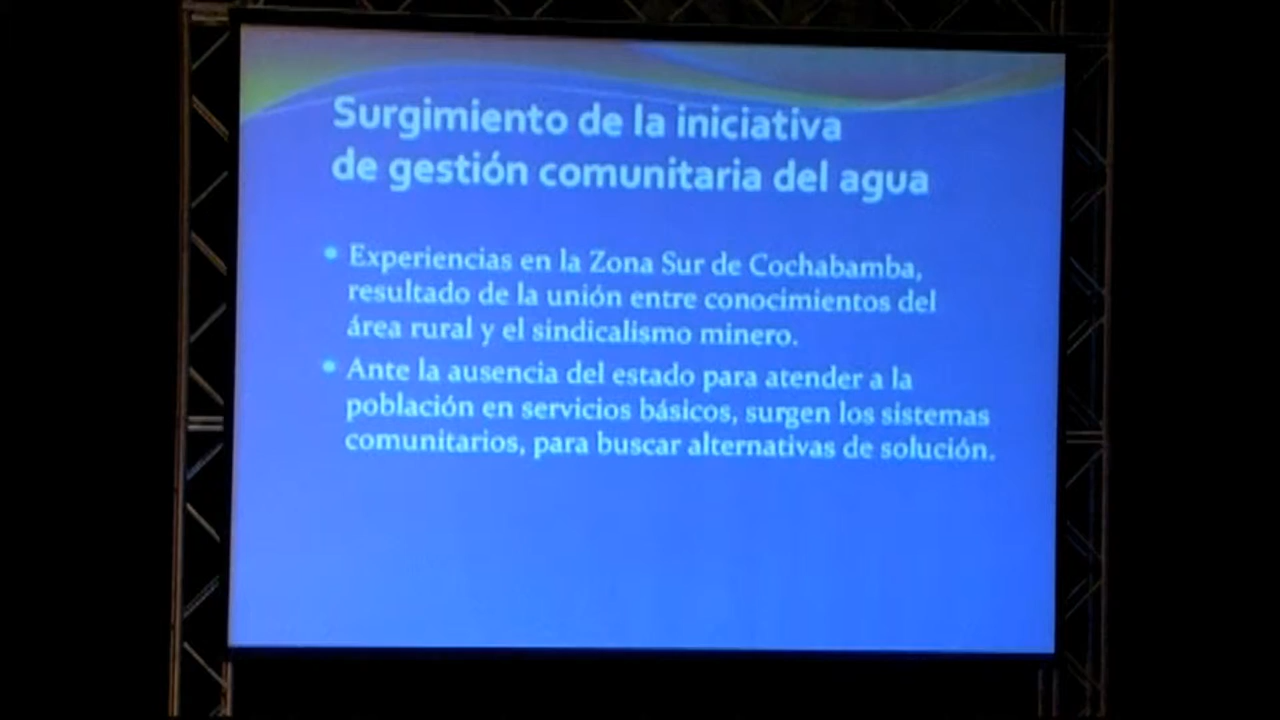 Surgimiento de la iniciativa
de gestión comunitaria del agua
• Experiencias en la Zona Sur de Cochabamba,
resultado de la unión entre conocimientos del
área rural y el sindicalismo minero.
• Ante la ausencia del estado para atender a la
población en servicios básicos, surgen los sistemas
comunitarios, para buscar alternativas de solución.